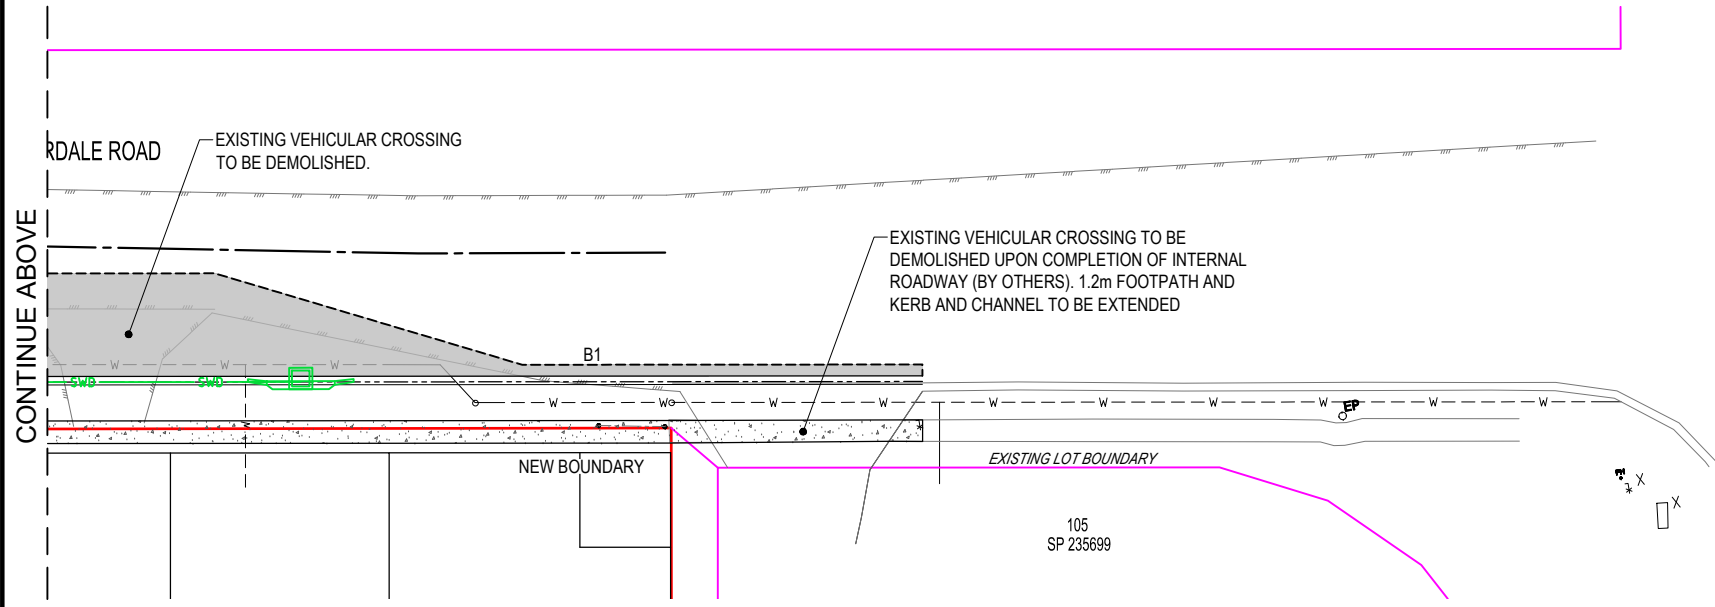 RDALE ROAD
EXISTING VEHICULAR CROSSING
TO BE DEMOLISHED.
CONTINUE ABOVE
EXISTING VEHICULAR CROSSING TO BE
DEMOLISHED UPON COMPLETION OF INTERNAL
ROADWAY (BY OTHERS). 1.2m FOOTPATH AND
KERB AND CHANNEL TO BE EXTENDED
B1
W W W
SWD SWD
W W W W W W W W W W
EP
NEW BOUNDARY
EXISTING LOT BOUNDARY
X
X
105
SP 235699